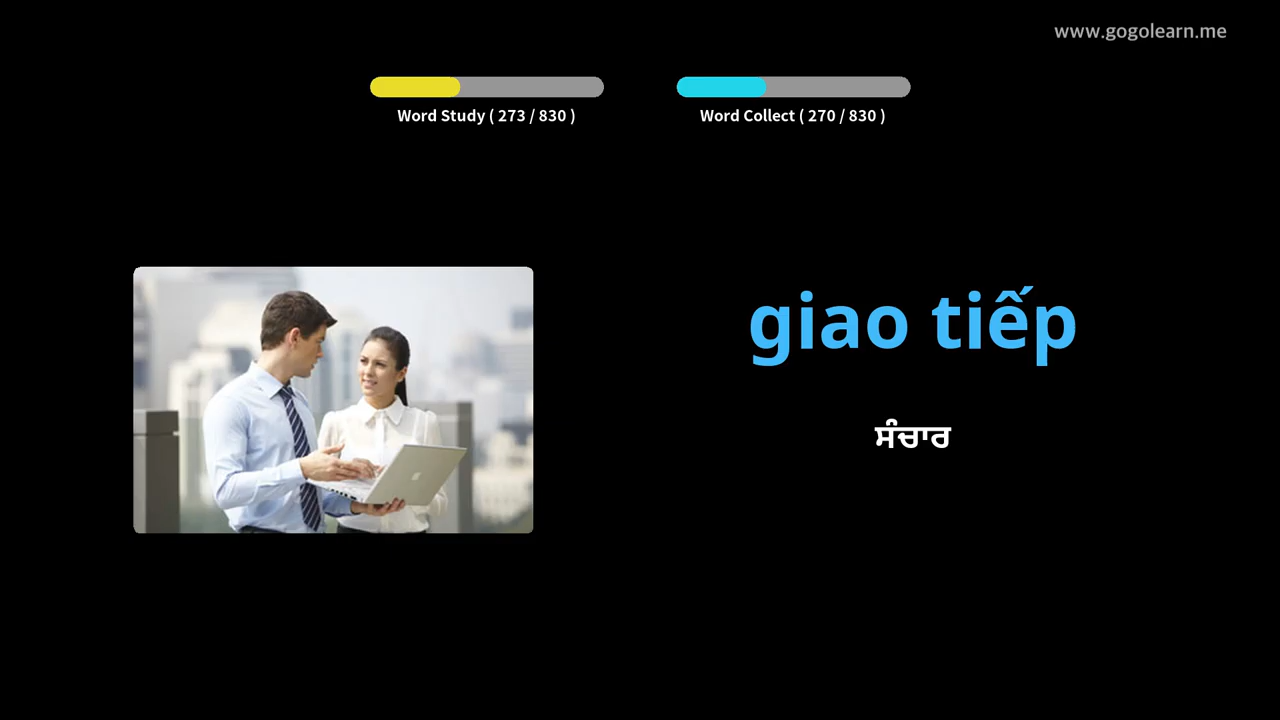 www.gogolearn.me
Word Study ( 273 / 830 )
Word Collect ( 270 / 830 )
giao tiếp
ਸੰਚਾਰ